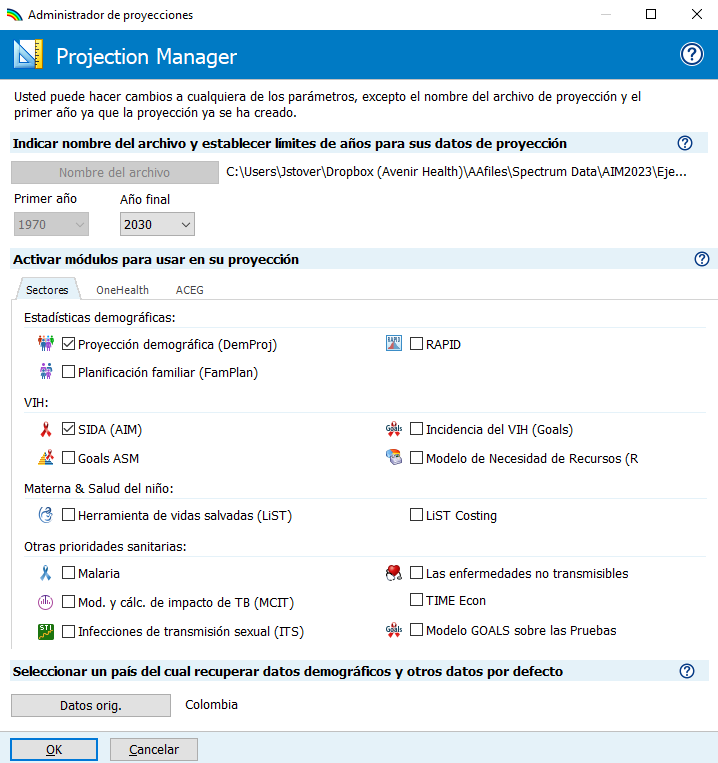 Administrador de proyecciones
Projection Manager
Usted puede hacer cambios a cualquiera de los parámetros, excepto el nombre del archivo de proyección y el
primer año ya que la proyección ya se ha creado.
Indicar nombre del archivo y establecer límites de años para sus datos de proyección
Nombre del archivo C:\Users\Jstover\Dropbox (Avenir Health)\AAfiles\Spectrum Data\AIM2023\Eje...
Primer año Año final
1970 2030
Activar módulos para usar en su proyección
Sectores OneHealth ACEG
Estadísticas demográficas:
Proyección demográfica (DemProj) RAPID RAPID
Planificación familiar (FamPlan)
VIH:
SIDA (AIM) Goals Incidencia del VIH (Goals)
Goals ASM Modelo de Necesidad de Recursos (R
Materna & Salud del niño:
Herramienta de vidas salvadas (LiST) LiST Costing
Otras prioridades sanitarias:
Malaria Las enfermedades no transmisibles
Mod. y cálc. de impacto de TB (MCIT) TIME Econ
STI Infecciones de transmisión sexual (ITS) Goals Modelo GOALS sobre las Pruebas
Seleccionar un país del cual recuperar datos demográficos y otros datos por defecto
Datos orig. Colombia
OK Cancelar